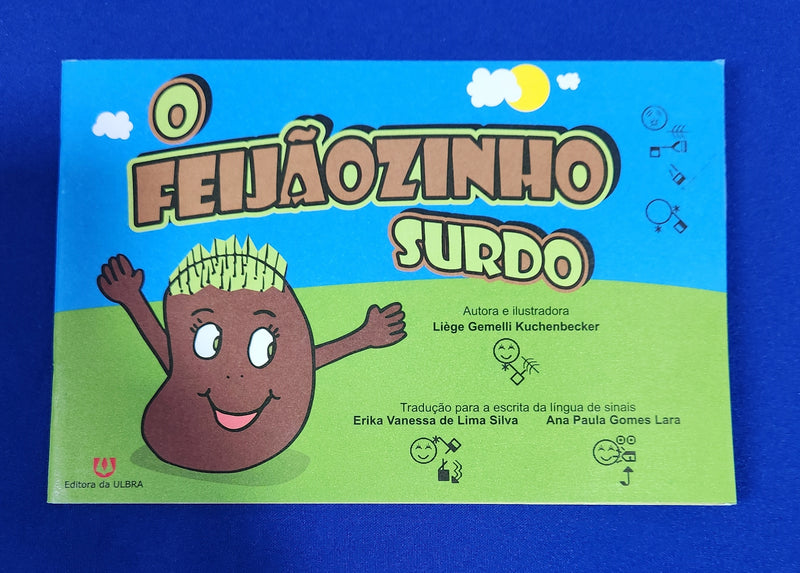 O
FEIJÃOZINHO
SURDO
Autora e ilustradora
Liège Gemelli Kuchenbecker
Tradução para a escrita da língua de sinais
Erika Vanessa de Lima Silva Ana Paula Gomes Lara
Editora da ULBRA